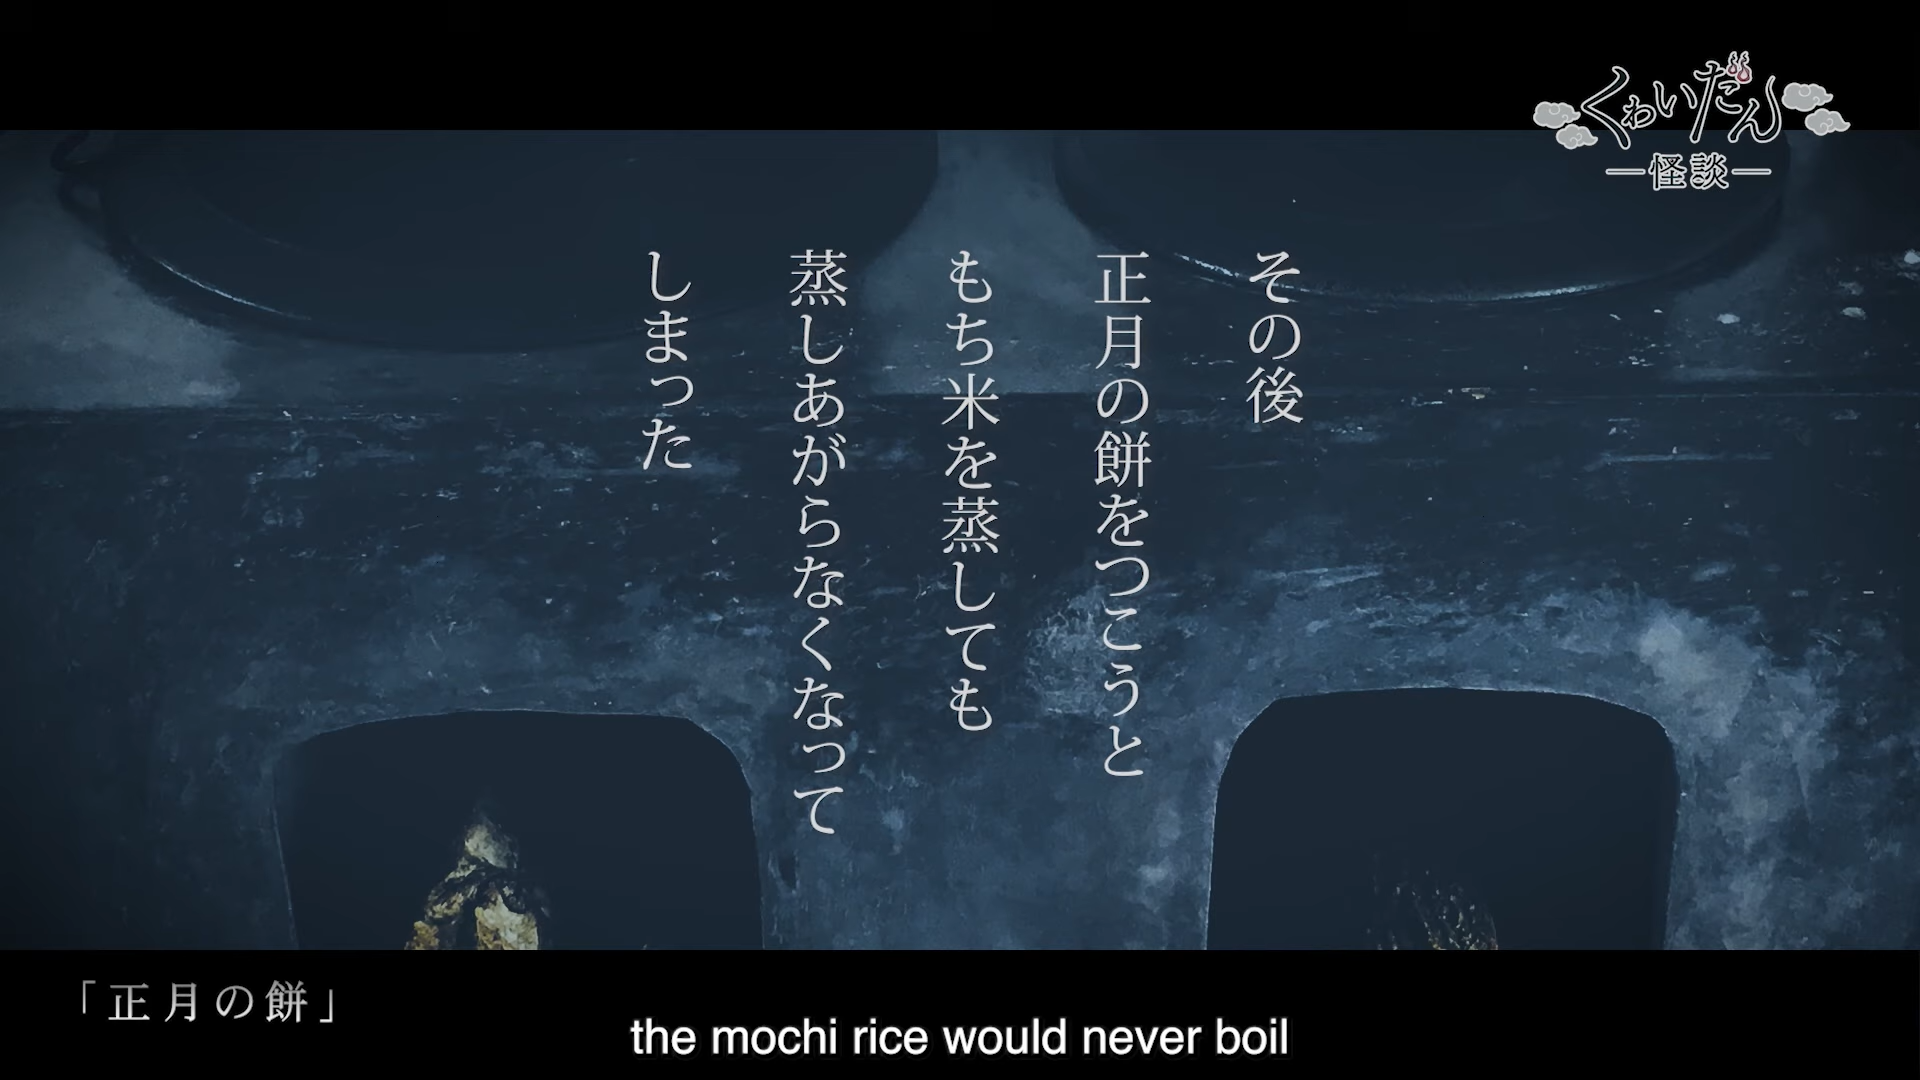 くわいだん
―怪談―
その後
正月の餅をつこうと
もち米を蒸しても
蒸しあがらなくなって
しまった
「正月の餅」
the mochi rice would never boil